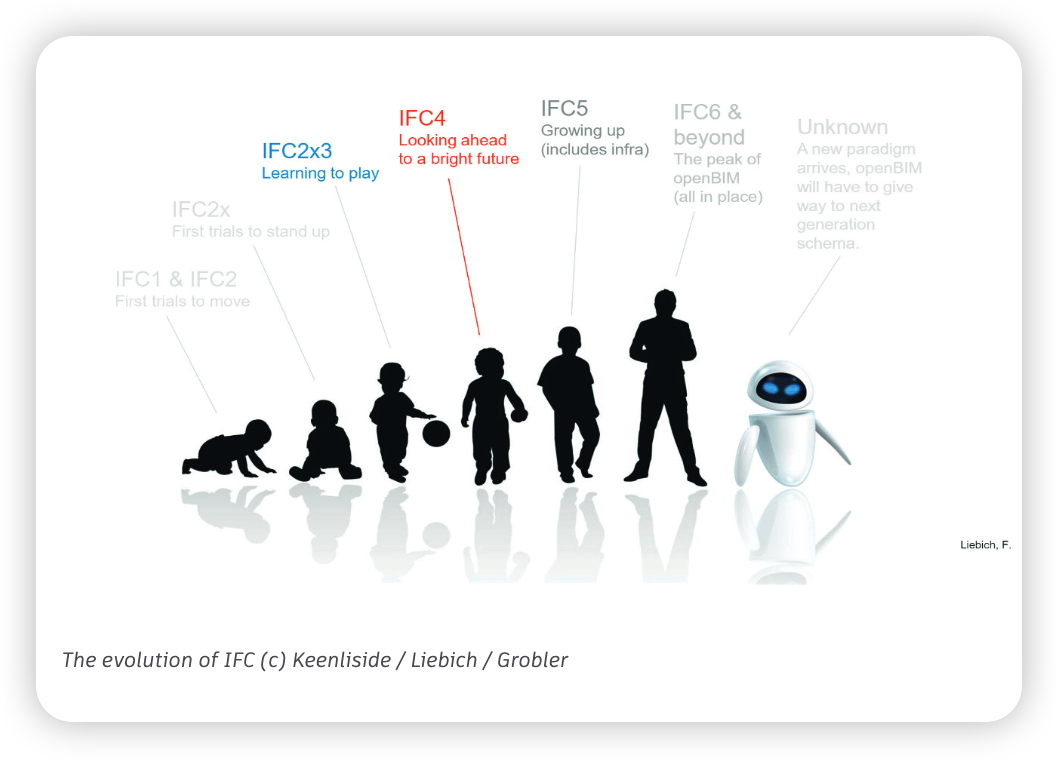 IFC1 & IFC2
First trials to move
IFC2x
First trials to stand up
IFC2x3
Learning to play
IFC4
Looking ahead
to a bright future
IFC5
Growing up
(includes infra)
IFC6 &
beyond
The peak of
openBIM
(all in place)
Unknown
A new paradigm
arrives, openBIM
will have to give
way to next
generation
schema.
Liebich, F.
The evolution of IFC (c) Keenliside / Liebich / Grobler